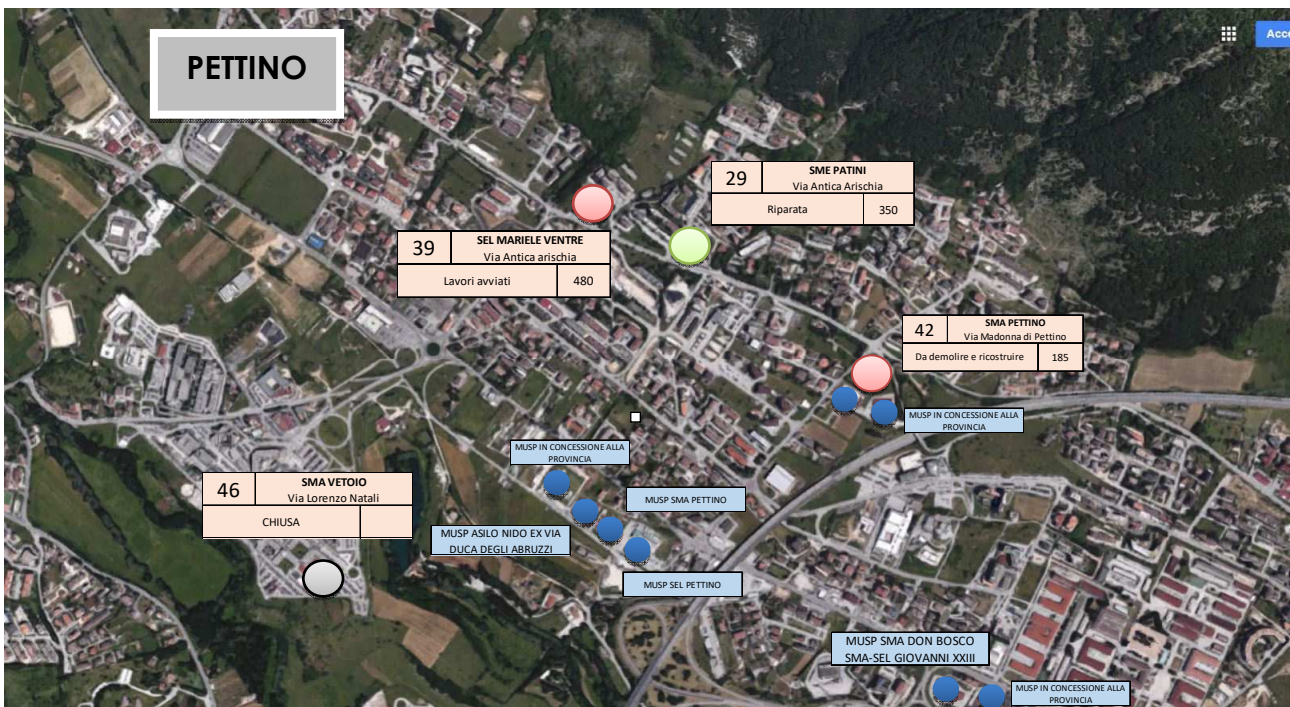 PETTINO
Acce
29
SME PATINI
Via Antica Arischia
Riparata
350
39
SEL MARIELE VENTRE
Via Antica arischia
Lavori avviati
480
42
SMA PETTINO
Via Madonna di Pettino
Da demolire e ricostruire
185
MUSP IN CONCESSIONE ALLA
PROVINCIA
MUSP IN CONCESSIONE ALLA
PROVINCIA
46
SMA VETOIO
Via Lorenzo Natali
CHIUSA
MUSP SMA PETTINO
MUSP ASILO NIDO EX VIA
DUCA DEGLI ABRUZZI
MUSP SEL PETTINO
MUSP SMA DON BOSCO
SMA-SEL GIOVANNI XXIII
MUSP IN CONCESSIONE ALLA
PROVINCIA